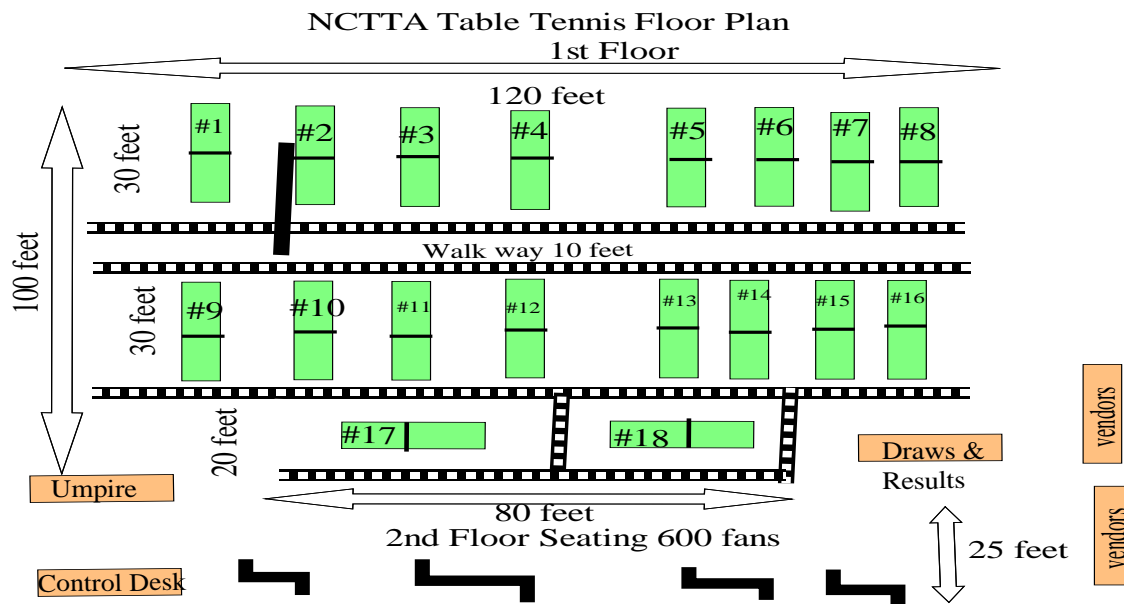 NCTTA Table Tennis Floor Plan
1st Floor
120 feet
100 feet
30 feet
#1
#2
#3
#4
#5
#6
#7
#8
Walk way 10 feet
30 feet
#9
#10
#11
#12
#13
#14
#15
#16
20 feet
#17
#18
vendors
Draws &
Results
Umpire
80 feet
2nd Floor Seating 600 fans
25 feet
vendors
Control Desk